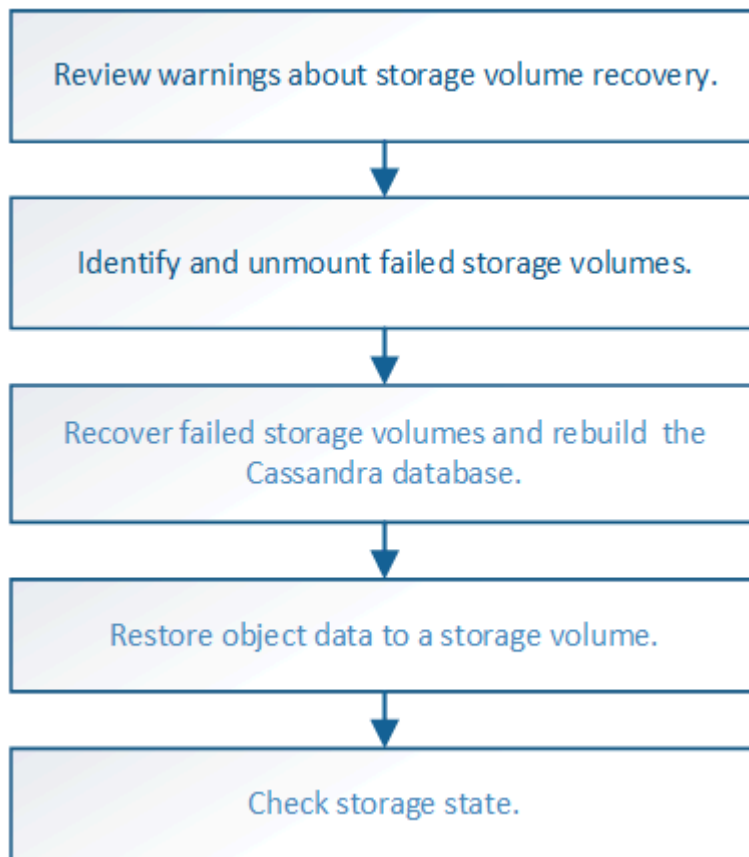 Review warnings about storage volume recovery.
Identify and unmount failed storage volumes.
Recover failed storage volumes and rebuild the
Cassandra database.
Restore object data to a storage volume.
Check storage state.